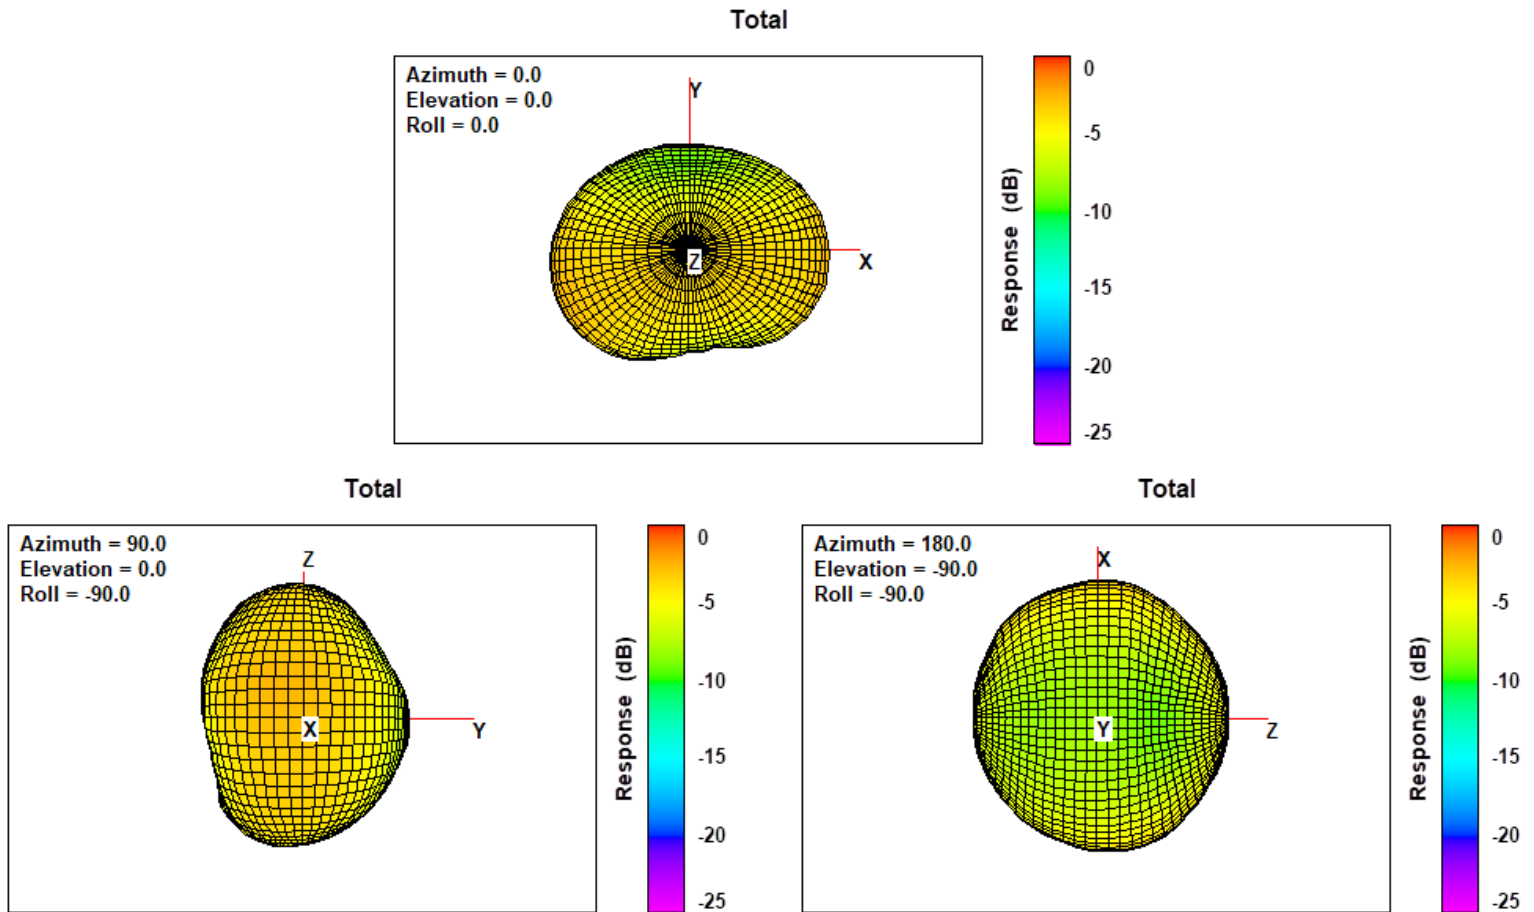 Total
Azimuth = 0.0
Elevation = 0.0
Roll = 0.0
Y
X
Z
0
-5
-10
-15
-20
-25
Response (dB)
Total
Azimuth = 90.0
Elevation = 0.0
Roll = -90.0
Z
X
Y
0
-5
-10
-15
-20
-25
Response (dB)
Total
Azimuth = 180.0
Elevation = -90.0
Roll = -90.0
X
Y
Z
0
-5
-10
-15
-20
-25
Response (dB)